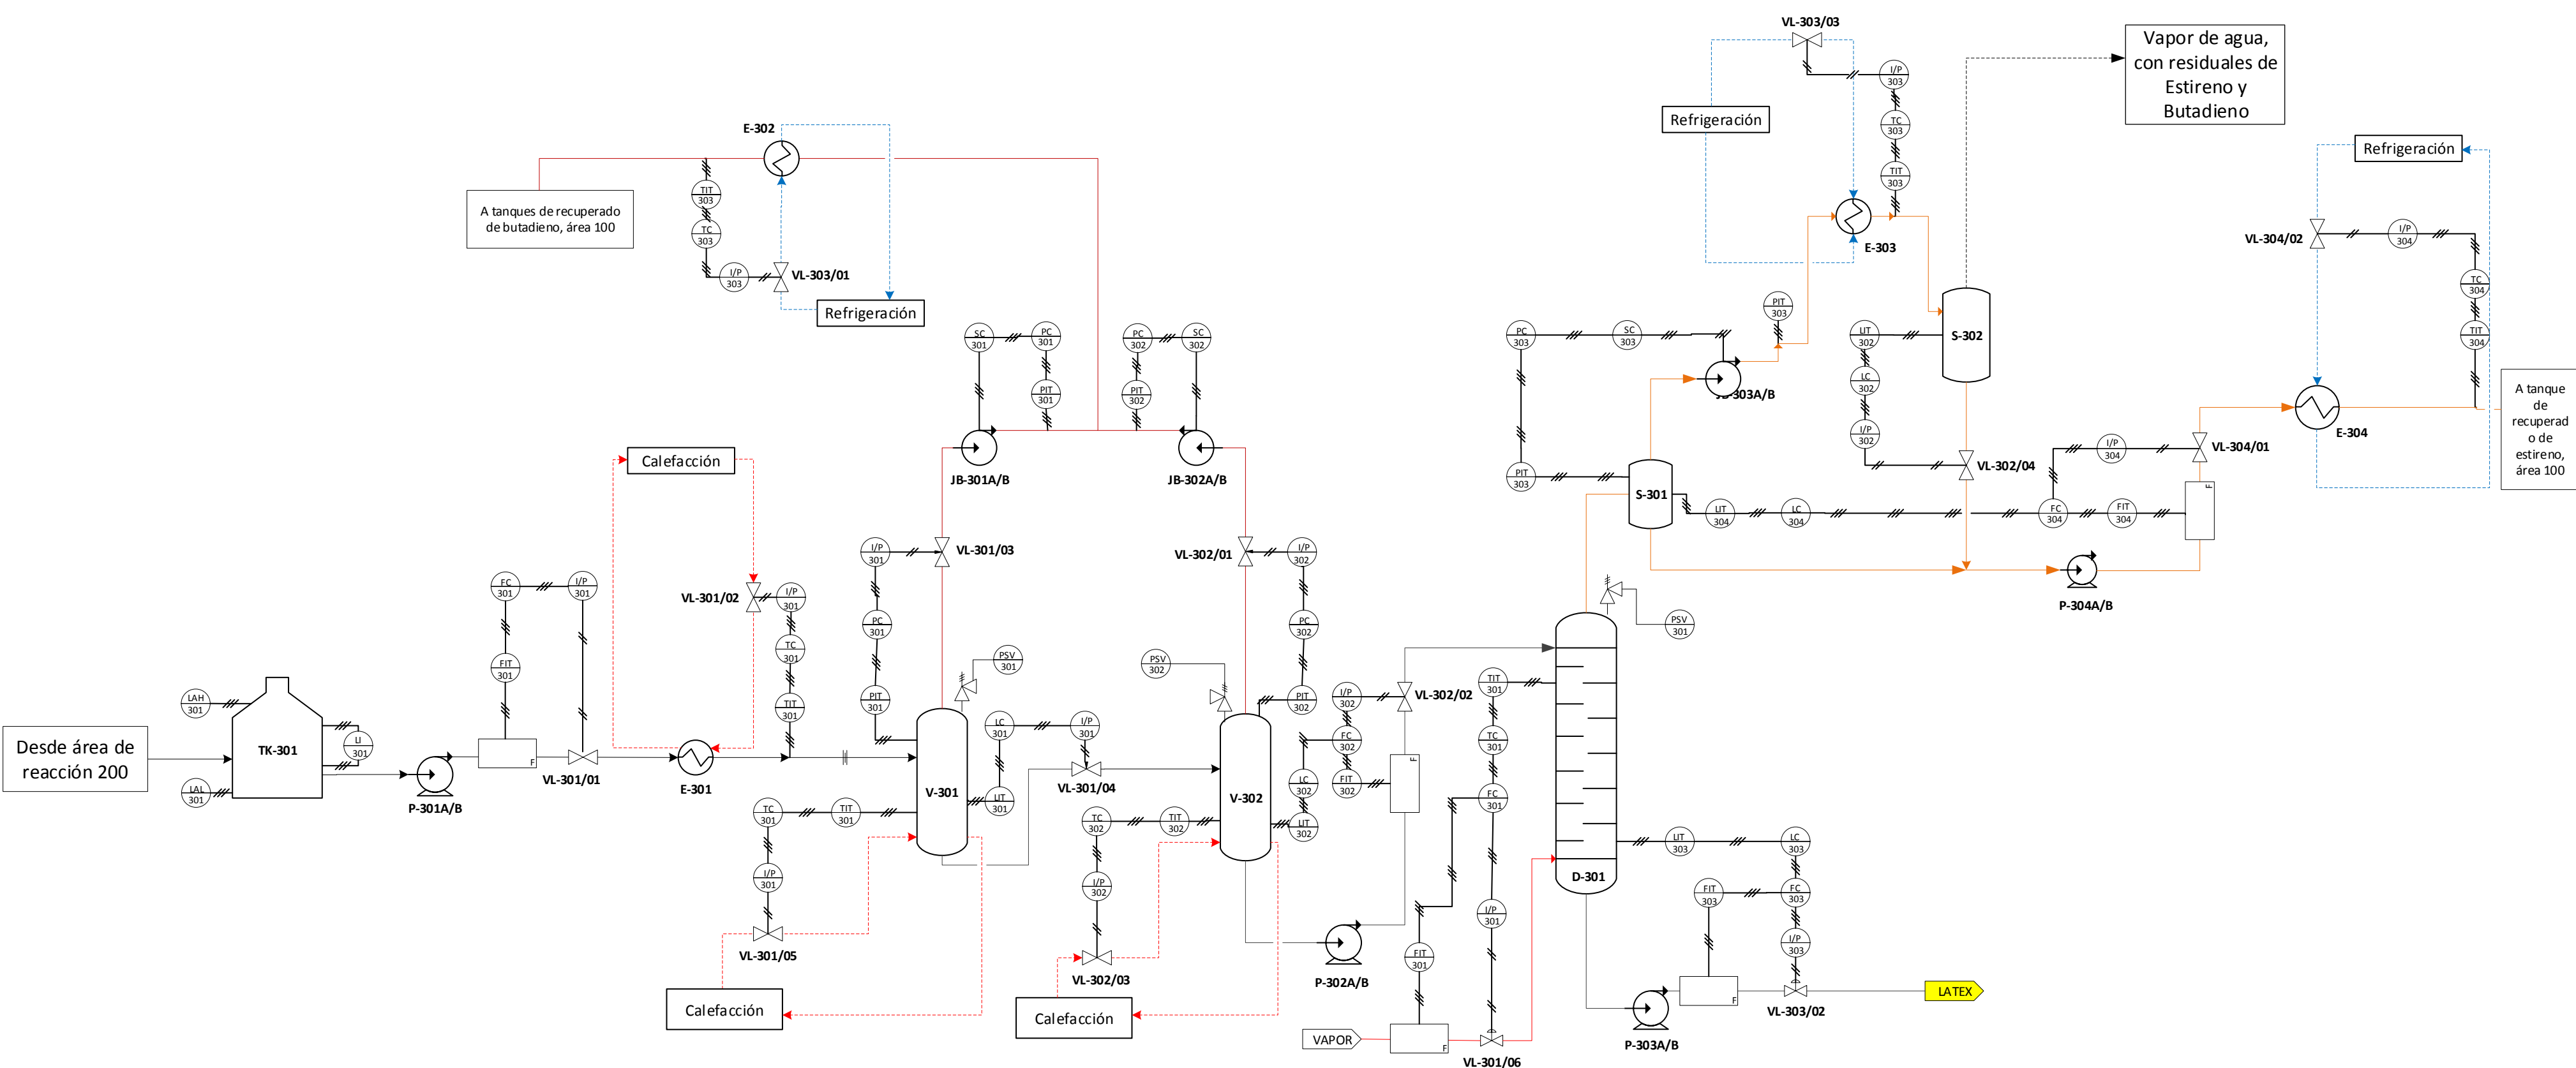 VL-303/03
Vapor de agua,
con residuales de
Estireno y
Butadieno
I/P
303
Refrigeración
TC
303
TIT
303
E-303
E-302
TIT
303
TC
303
I/P
303
VL-303/01
Refrigeración
A tanques de recuperado
de butadieno, área 100
Refrigeración
VL-304/02
I/P
304
TC
304
TIT
304
E-304
A tanque
de
recuperad
o de
estireno,
área 100
SC
301
PC
301
PIT
301
PC
302
SC
302
PIT
302
JB-301A/B
JB-302A/B
PIT
303
PC
303
SC
303
JB-303A/B
PIT
303
S-301
S-302
LIT
302
LC
302
I/P
302
VL-302/04
I/P
304
VL-304/01
LIT
304
LC
304
FC
304
FIT
304
F
P-304A/B
Calefacción
VL-301/02
I/P
301
TC
301
TIT
301
I/P
301
VL-301/03
PC
301
PIT
301
PSV
301
VL-302/01
I/P
302
PC
302
PIT
302
PSV
302
FC
301
I/P
301
FIT
301
F
VL-301/01
Desde área de
reacción 200
LAH
301
TK-301
LI
301
LAL
301
P-301A/B
E-301
V-301
LC
301
I/P
301
LIT
301
VL-301/04
TC
301
TIT
301
I/P
301
VL-301/05
Calefacción
V-302
LC
302
LIT
302
TC
302
TIT
302
I/P
302
VL-302/03
Calefacción
I/P
302
FC
302
FIT
302
VL-302/02
F
P-302A/B
TIT
301
TC
301
FC
301
I/P
301
FIT
301
F
VAPOR
VL-301/06
PSV
301
D-301
LIT
303
LC
303
FIT
303
FC
303
I/P
303
F
P-303A/B
VL-303/02
LATEX